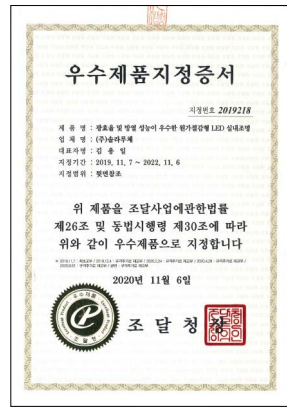 우수제품지정증서
지정번호 2019218
제 품 명 : 광효율 및 방열 성능이 우수한 원가절감형 LED 실내조명
업 체 명 : (주)솔라루체
대표자명 : 김 용 일
지정기간 : 2019. 11. 7 ~ 2022. 11. 6
지정범위 : 뒷면참조
위 제품을 조달사업에관한법률
제26조 및 동법시행령 제30조에 따라
위와 같이 우수제품으로 지정합니다
2020년 11월 6일
조 달 청 장